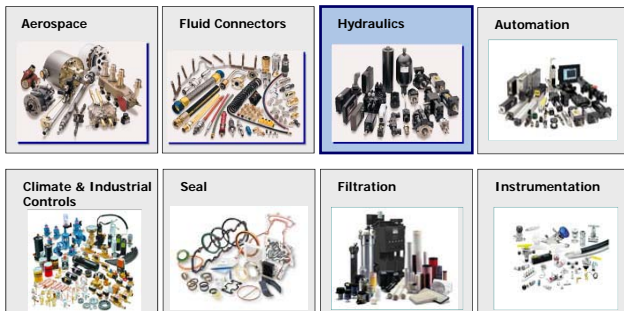 Aerospace
Fluid Connectors
Hydraulics
Automation
Climate & Industrial
Controls
Seal
Filtration
Instrumentation